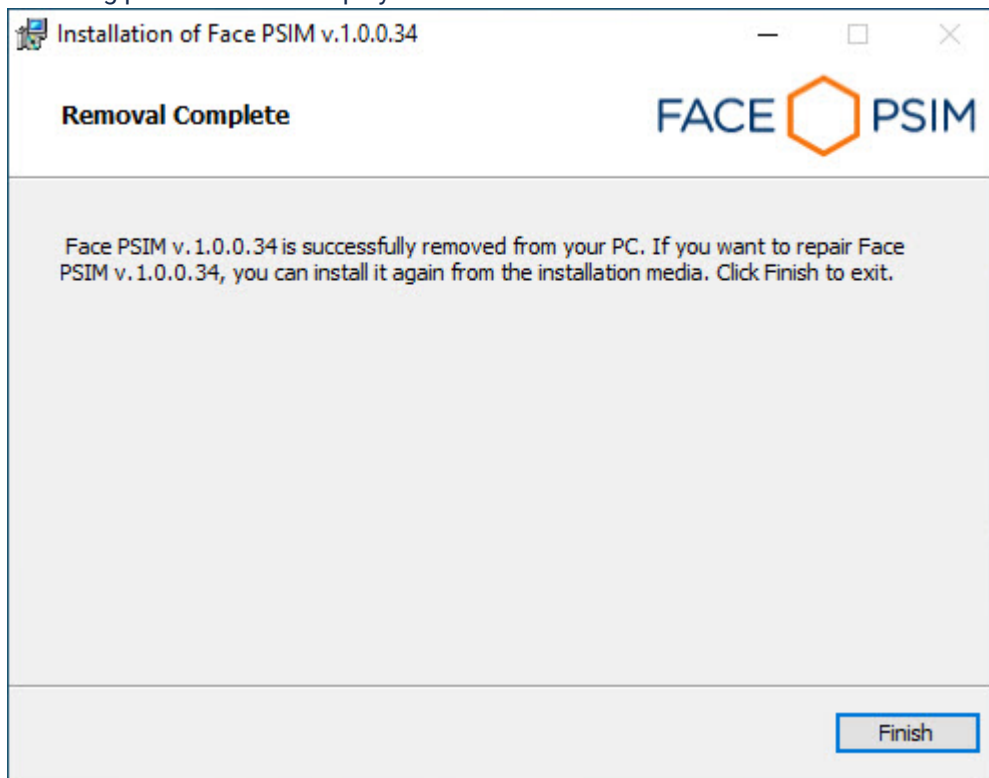 Installation of Face PSIM v.1.0.0.34
Removal Complete
FACE PSIM
Face PSIM v.1.0.0.34 is successfully removed from your PC. If you want to repair Face
PSIM v.1.0.0.34, you can install it again from the installation media. Click Finish to exit.
Finish